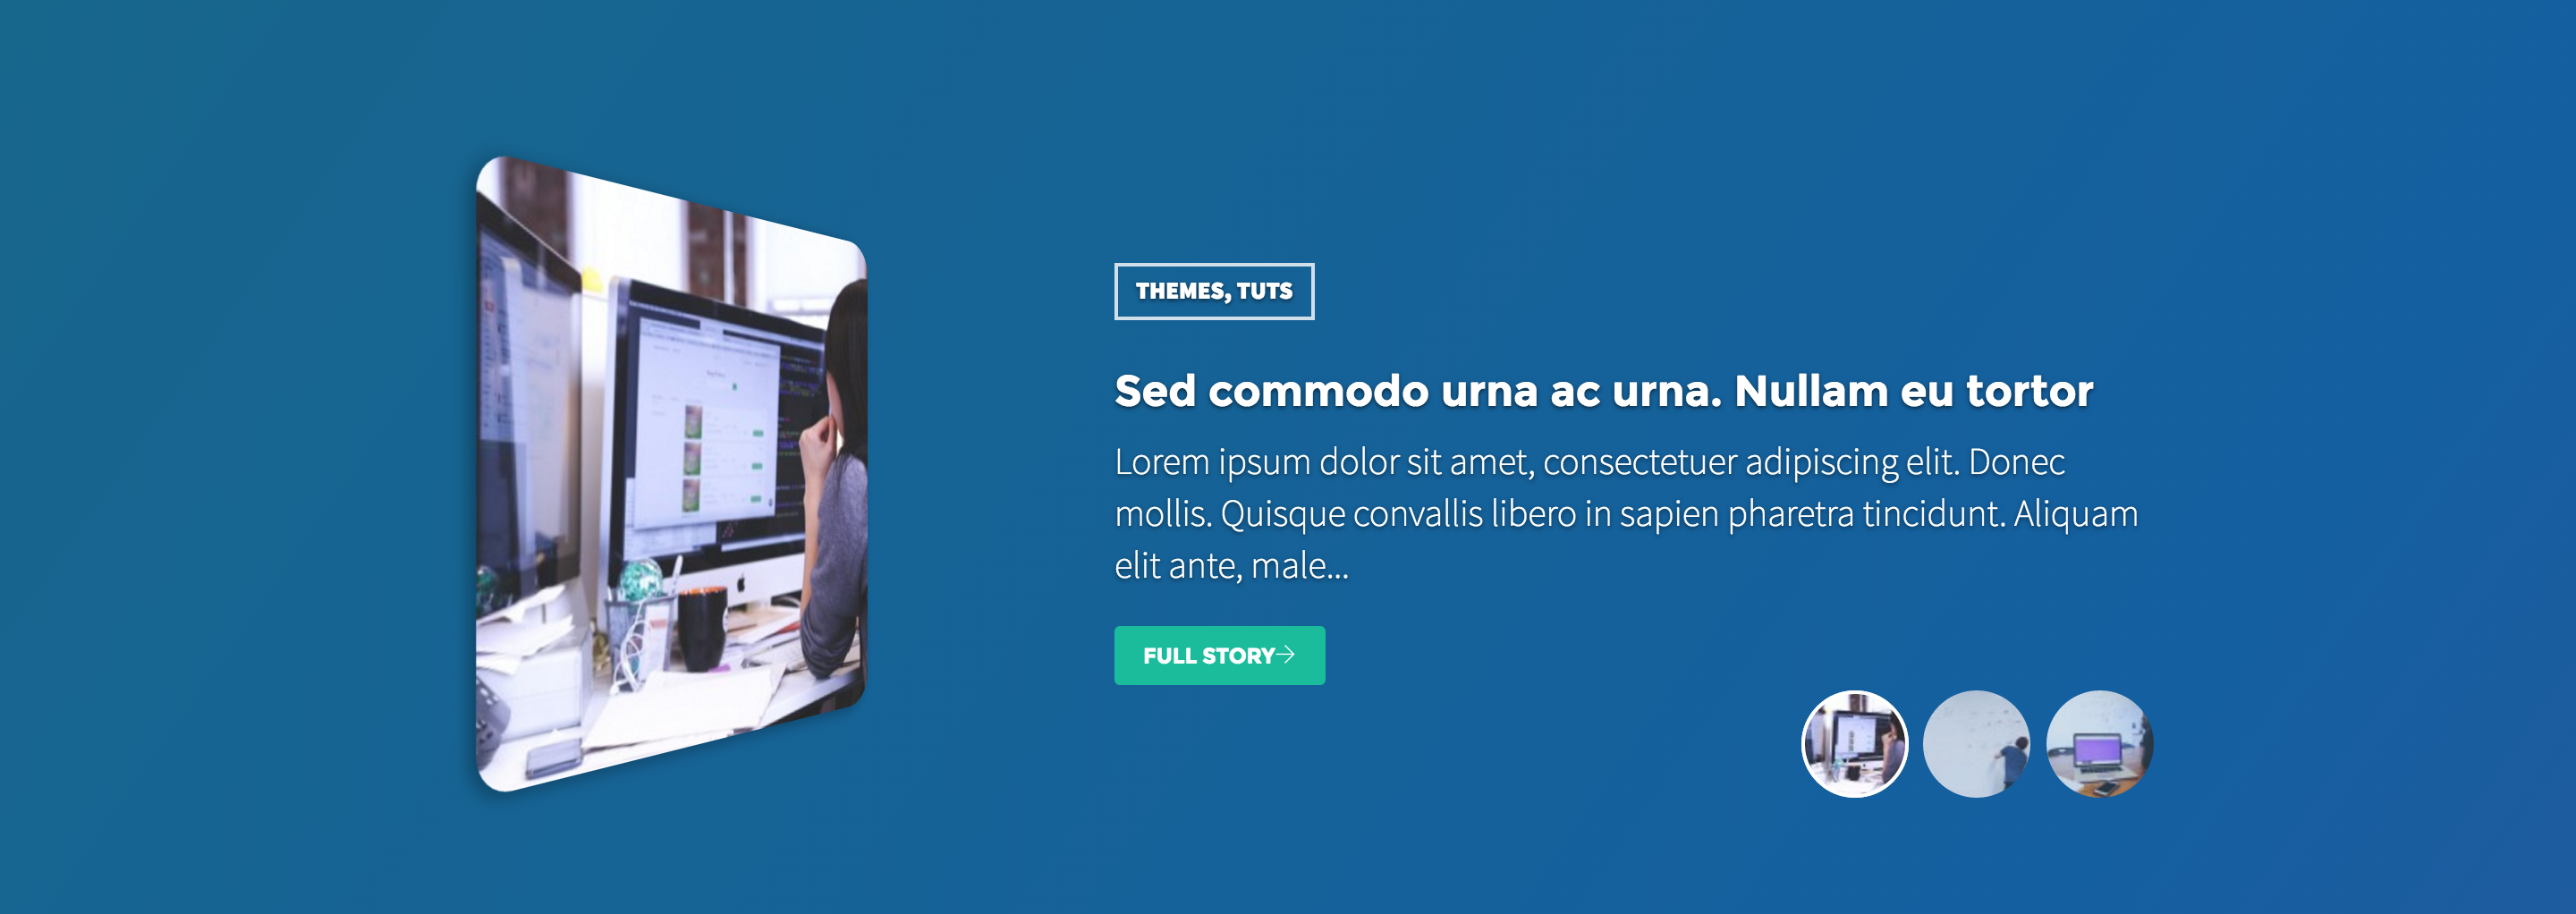 THEMES, TUTS
Sed commodo urna ac urna. Nullam eu tortor
Lorem ipsum dolor sit amet, consectetuer adipiscing elit. Donec
mollis. Quisque convallis libero in sapien pharetra tincidunt. Aliquam
elit ante, male...
FULL STORY→